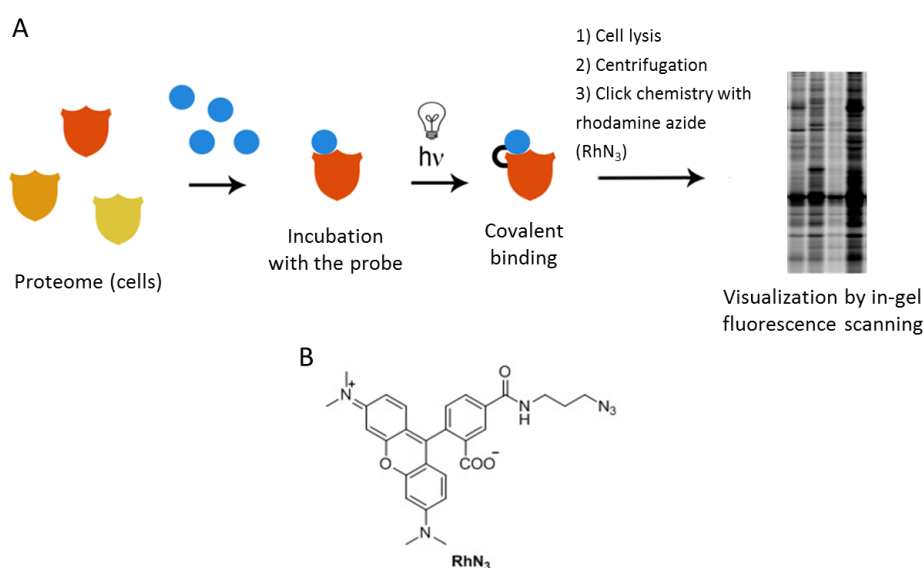 A
1) Cell lysis
2) Centrifugation
3) Click chemistry with
rhodamine azide
(RhN₃)
hν
Proteome (cells)
Incubation
with the probe
Covalent
binding
Visualization by in-gel
fluorescence scanning
B
N
+
O
N
H
N₃
O
COO⁻
N
RhN₃